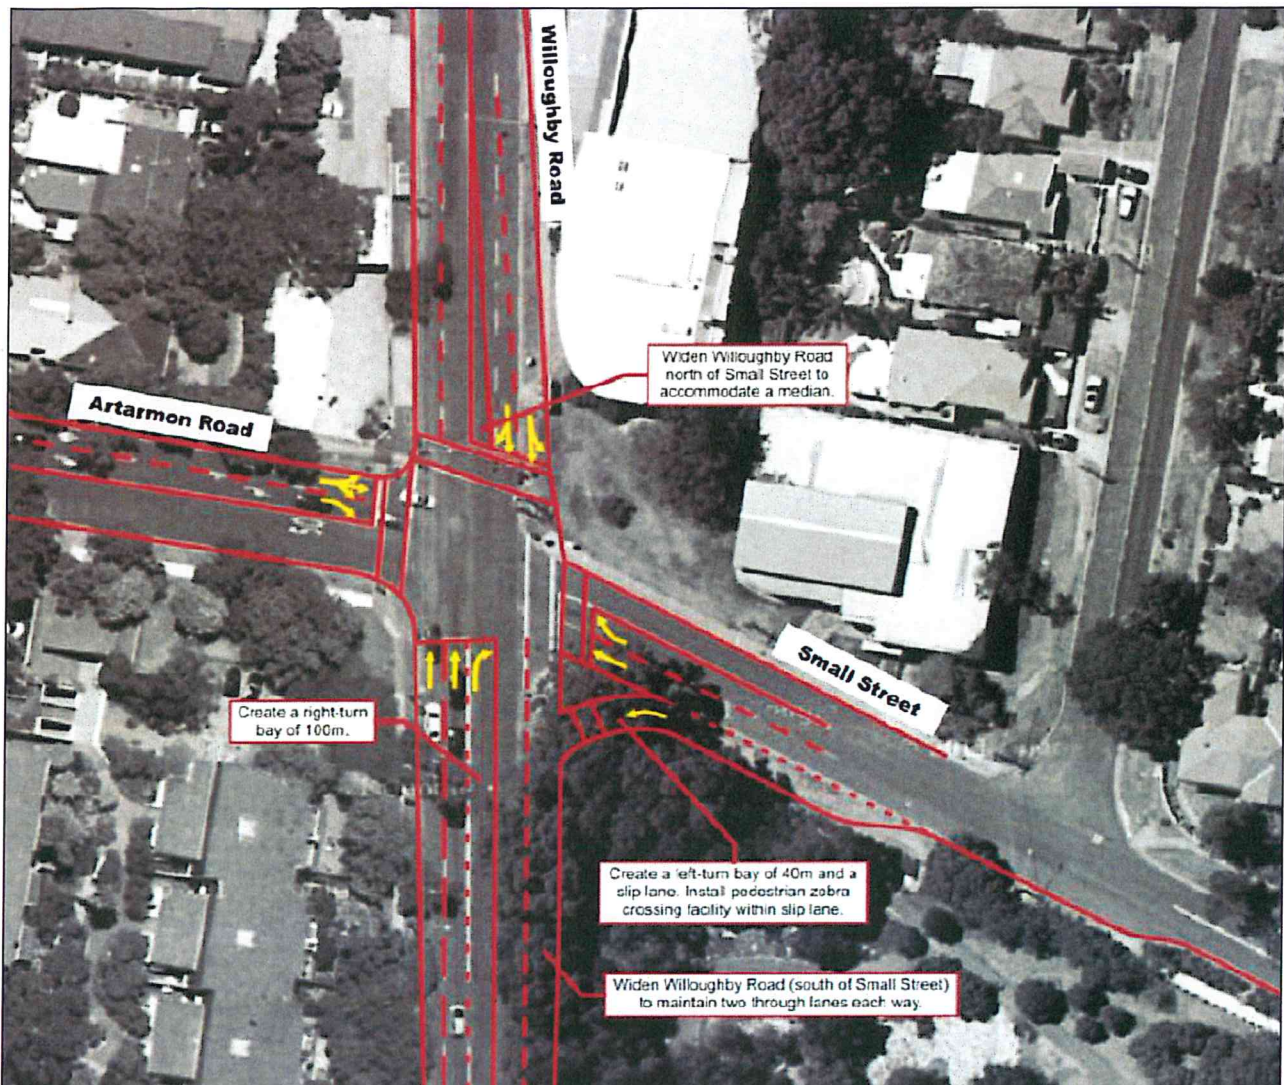 Willoughby Road
Widen Willoughby Road
north of Small Street to
accommodate a median.
Artarmon Road
Small Street
Create a right-turn
bay of 100m.
Create a left-turn bay of 40m and a
slip lane. Install pedestrian zebra
crossing facility within slip lane.
Widen Willoughby Road (south of Small Street)
to maintain two through lanes each way.